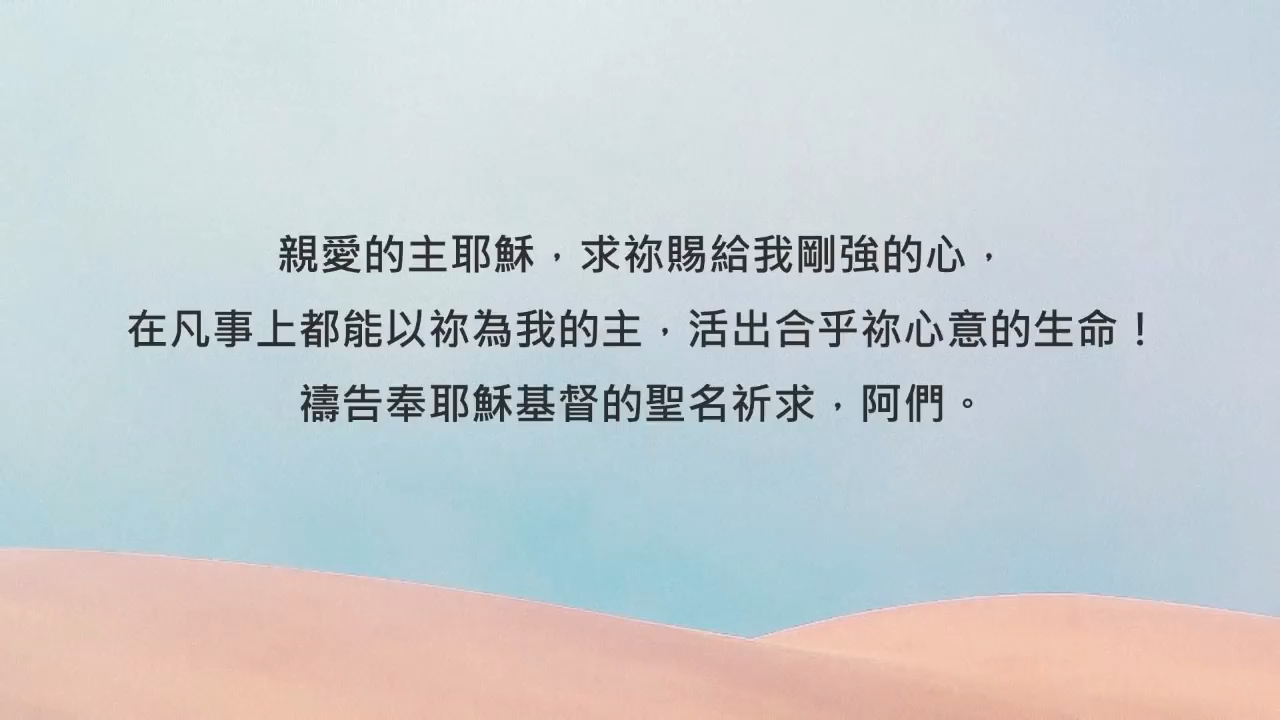 親愛的主耶穌，求祢賜給我剛強的心，
在凡事上都能以祢為我的主，活出合乎祢心意的生命！
禱告奉耶穌基督的聖名祈求，阿們。